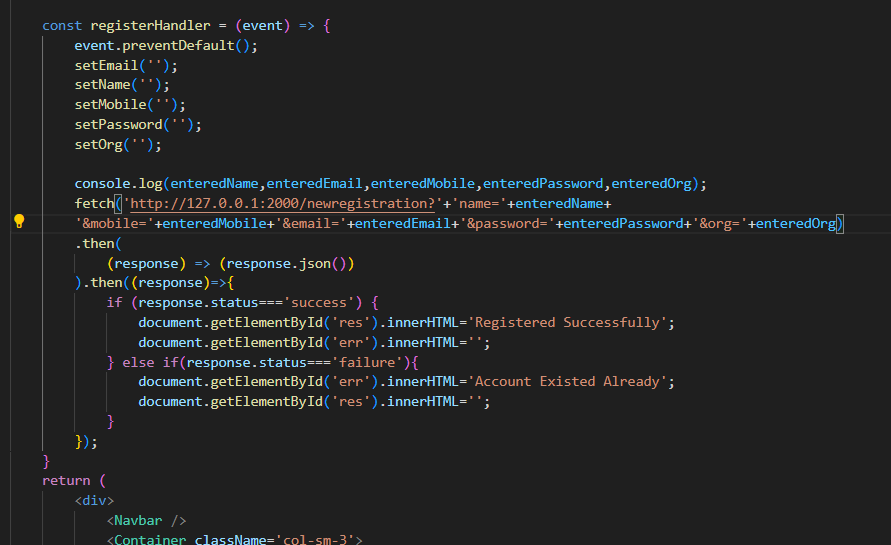 const registerHandler = (event) => {
event.preventDefault();
setEmail('');
setName('');
setMobile('');
setPassword('');
setOrg('');
console.log(enteredName,enteredEmail,enteredMobile,enteredPassword,enteredOrg);
fetch('http://127.0.0.1:2000/newregistration?'+'name='+enteredName+
'&mobile='+enteredMobile+'&email='+enteredEmail+'&password='+enteredPassword+'&org='+enteredOrg)
.then(
(response) => (response.json())
).then((response)=>{
if (response.status==='success') {
document.getElementById('res').innerHTML='Registered Successfully';
document.getElementById('err').innerHTML='';
} else if(response.status==='failure'){
document.getElementById('err').innerHTML='Account Existed Already';
document.getElementById('res').innerHTML='';
}
});
}
return (
<div>
<Navbar />
<Container className='col-sm-3'>